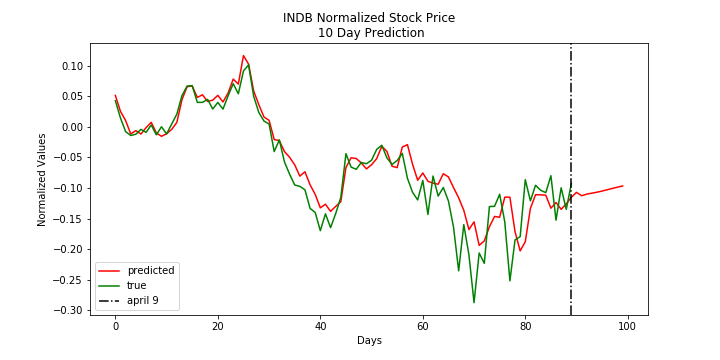 INDB Normalized Stock Price
10 Day Prediction
Normalized Values
0.10
0.05
0.00
−0.05
−0.10
−0.15
−0.20
−0.25
−0.30
predicted
true
april 9
0 20 40 60 80 100
Days